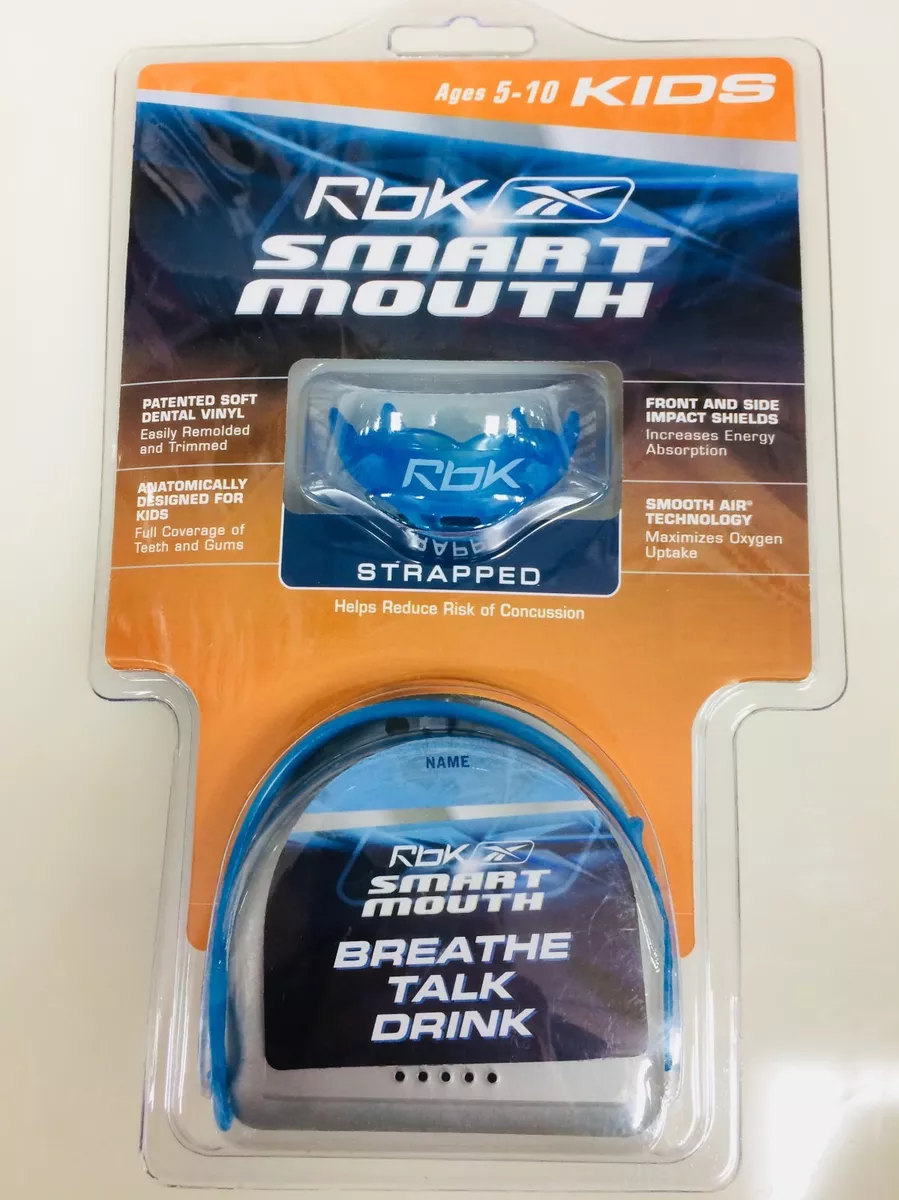 Ages 5-10 KIDS
RbK
SMART
MOUTH
PATENTED SOFT
DENTAL VINYL
Easily Remolded
and Trimmed
ANATOMICALLY
DESIGNED FOR
KIDS
Full Coverage of
Teeth and Gums
RbK
STRAPPED
FRONT AND SIDE
IMPACT SHIELDS
Increases Energy
Absorption
SMOOTH AIR®
TECHNOLOGY
Maximizes Oxygen
Uptake
Helps Reduce Risk of Concussion
NAME
RbK
SMART
MOUTH
BREATHE
TALK
DRINK